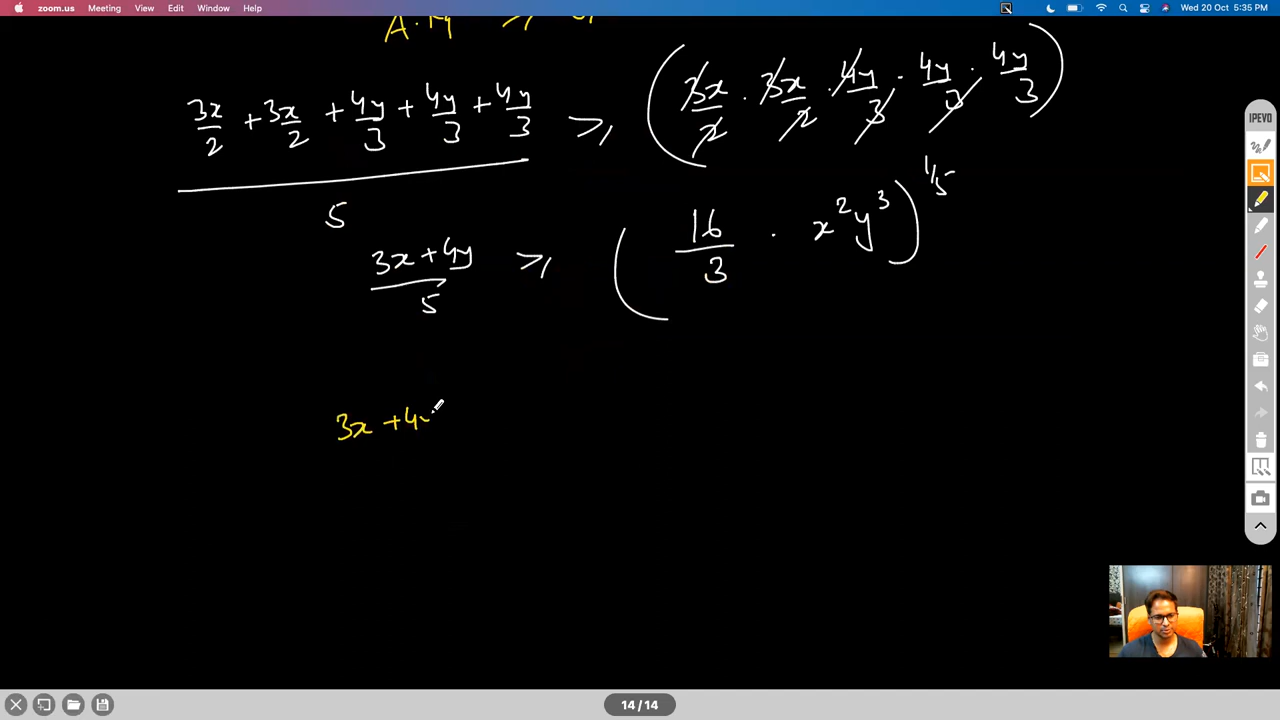 zoom.us Meeting View Edit Window Help Wed 20 Oct 5:35 PM
A.M ≥
3x/2 + 3x/2 + 4y/3 + 4y/3 + 4y/3 ≥ (3x/2 · 3x/2 · 4y/3 · 4y/3 · 4y/3)
5 1/5
3x+4y/5 ≥ (16/3 · x²y³)
3x + 4
IPEVO
14 / 14